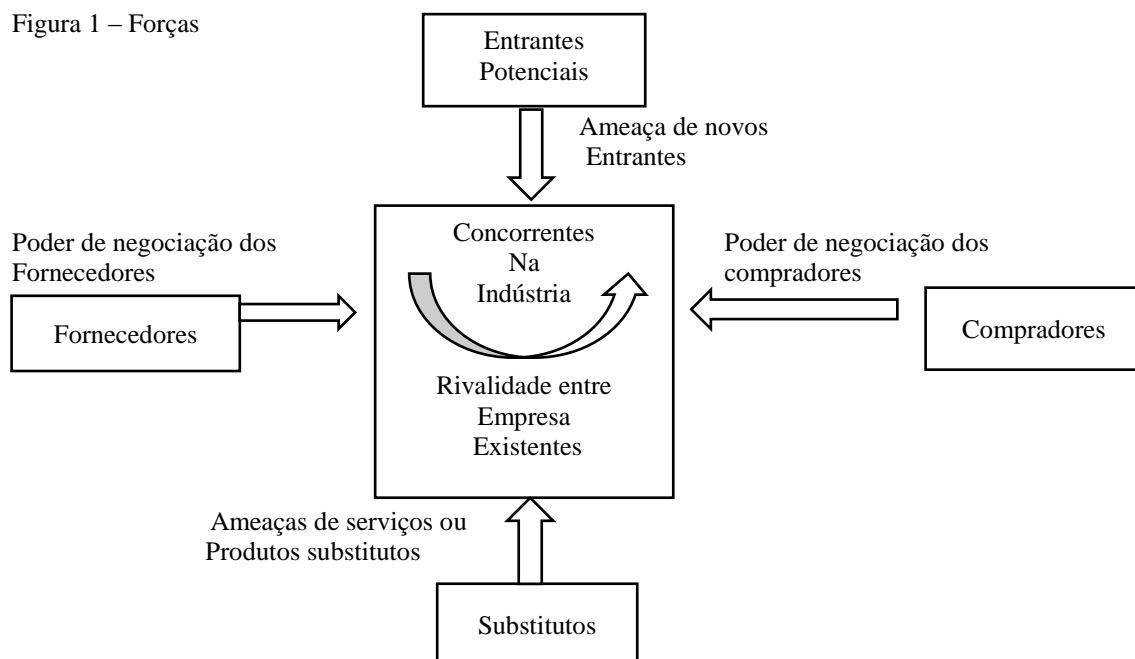 Figura 1 – Forças
Entrantes
Potenciais
Ameaça de novos
Entrantes
Poder de negociação dos
Fornecedores
Fornecedores
Concorrentes
Na
Indústria
Rivalidade entre
Empresa
Existentes
Poder de negociação dos
compradores
Compradores
Ameaças de serviços ou
Produtos substitutos
Substitutos